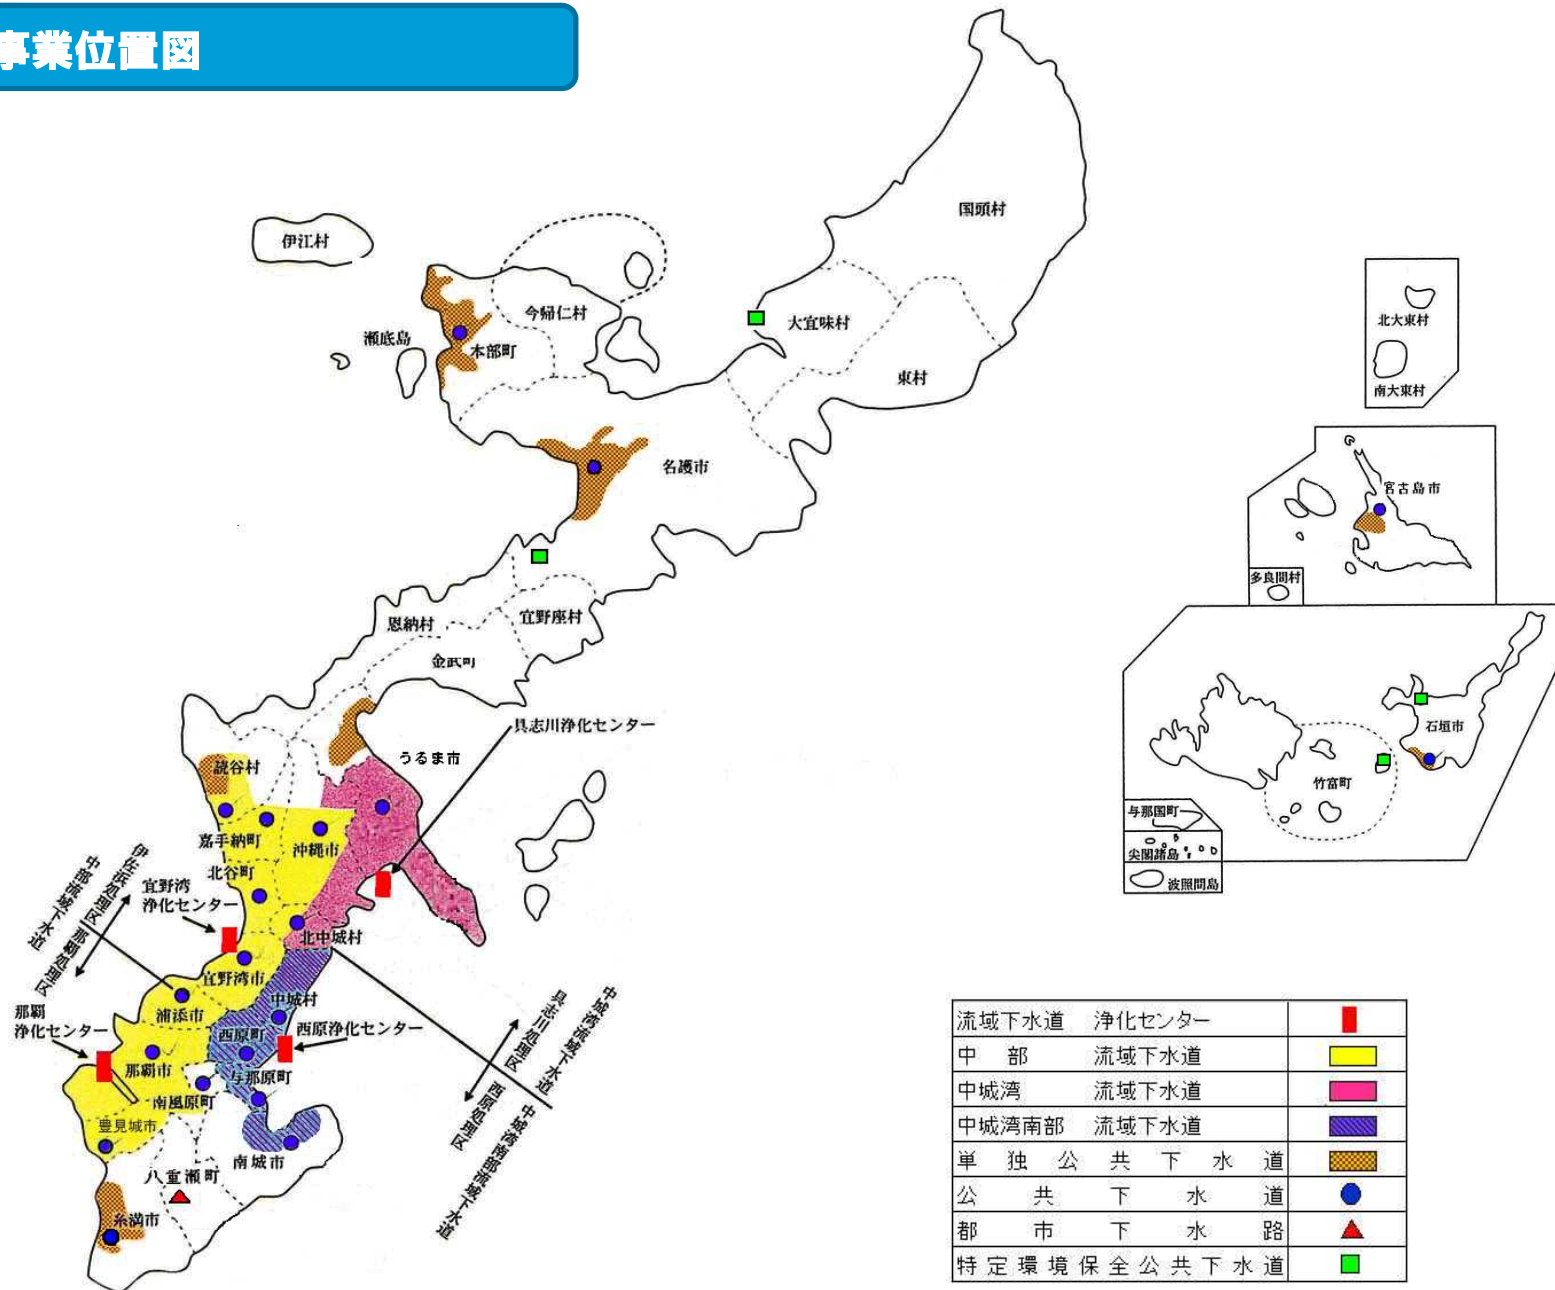 事業位置図
国頭村
伊江村
今帰仁村
大宜味村
瀬底島
本部町
東村
名護市
北大東村
南大東村
宮古島市
多良間村
恩納村
宜野座村
金武町
具志川浄化センター
うるま市
読谷村
嘉手納町
沖縄市
北谷町
石垣市
竹富町
与那国町
尖閣諸島
波照間島
伊佐浜処理区
中部流域下水道
那覇処理区
宜野湾
浄化センター
北中城村
宜野湾市
中城村
浦添市
那覇
浄化センター
西原町
西原浄化センター
那覇市
与那原町
南風原町
豊見城市
南城市
八重瀬町
糸満市
中城湾流域下水道
具志川処理区
西原処理区
中城湾南部流域下水道
流域下水道 浄化センター
中部 流域下水道
中城湾 流域下水道
中城湾南部 流域下水道
単独公共下水道
公共下水道
都市下水路
特定環境保全公共下水道